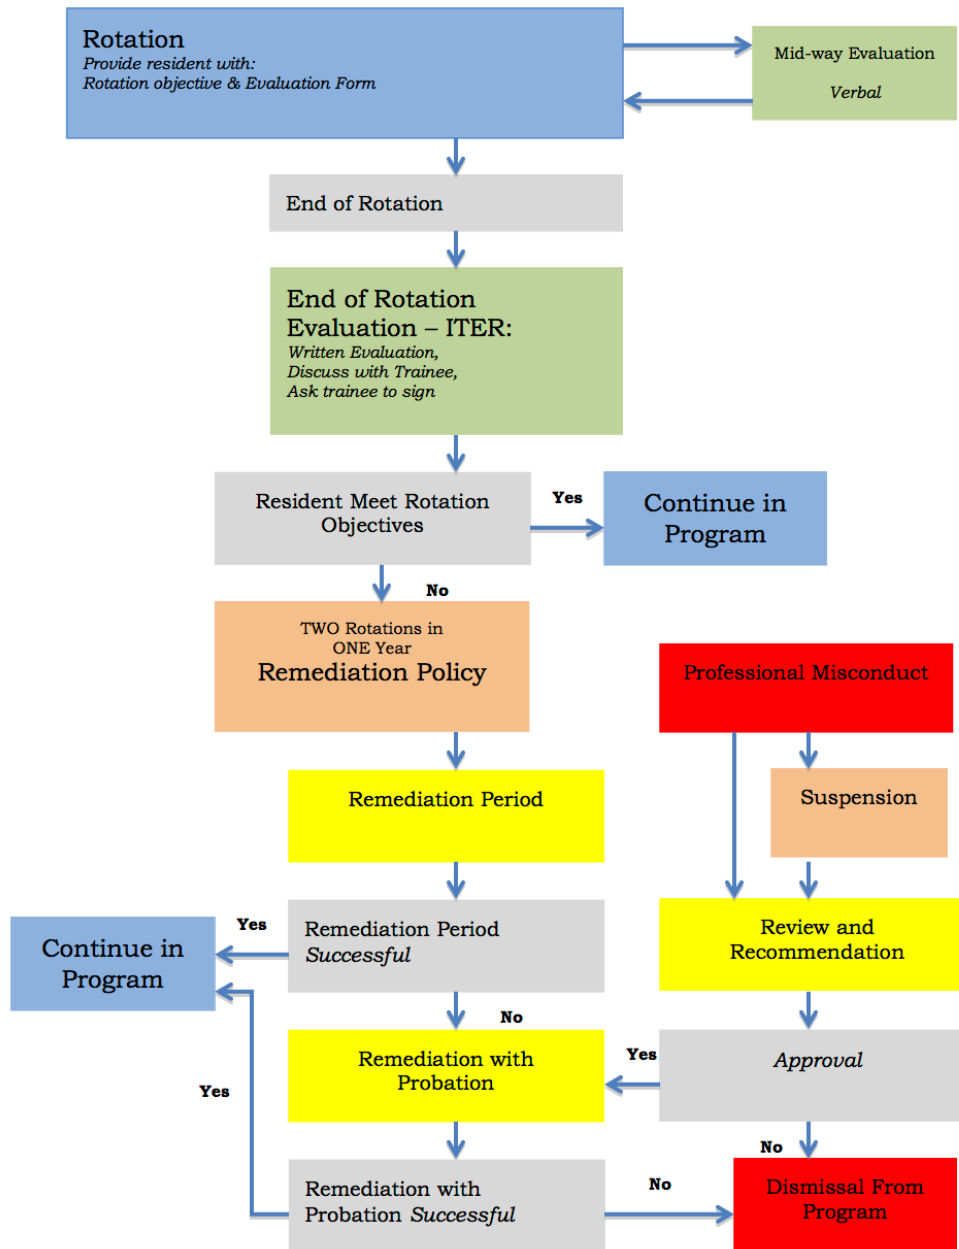 Rotation
Provide resident with:
Rotation objective & Evaluation Form
Mid-way Evaluation
Verbal
End of Rotation
End of Rotation
Evaluation – ITER:
Written Evaluation,
Discuss with Trainee,
Ask trainee to sign
Resident Meet Rotation
Objectives
Yes
Continue in
Program
No
TWO Rotations in
ONE Year
Remediation Policy
Professional Misconduct
Remediation Period
Suspension
Continue in
Program
Yes
Remediation Period
Successful
Review and
Recommendation
No
Remediation with
Probation
Yes
Approval
Yes
No
Remediation with
Probation Successful
No
Dismissal From
Program